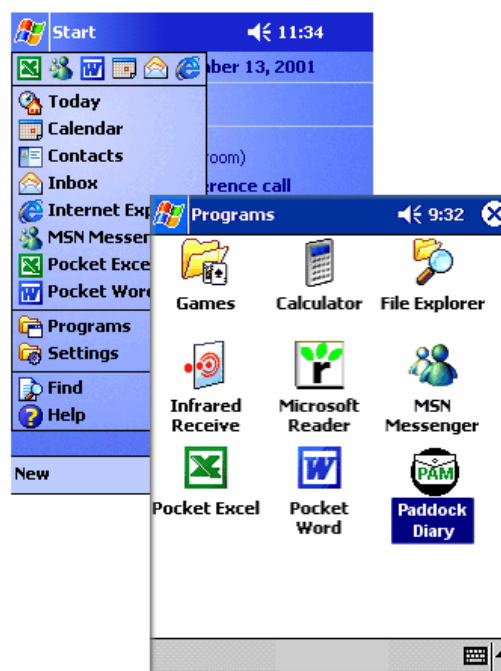 Start 11:34
ber 13, 2001
Today
Calendar
room)
Contacts
Inbox
erence call
Internet Exp
MSN Messen
Pocket Exce
Pocket Wor
Programs
Settings
Find
Help
New
Programs 9:32
Games Calculator File Explorer
Infrared Microsoft MSN
Receive Reader Messenger
PAM
Pocket Excel Pocket Paddock
Word Diary